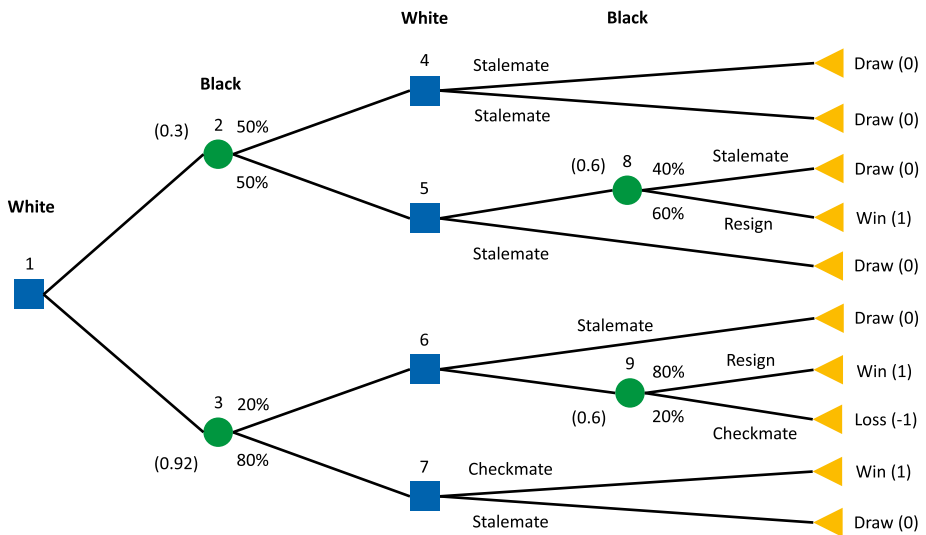 White
Black
4
Stalemate
Draw (0)
Black
Stalemate
Draw (0)
(0.3)
2
50%
50%
(0.6)
8
40%
Stalemate
Draw (0)
5
60%
Resign
Win (1)
White
Stalemate
Draw (0)
1
Stalemate
Draw (0)
6
9
80%
Resign
Win (1)
3
20%
(0.6)
20%
Checkmate
Loss (-1)
(0.92)
80%
7
Checkmate
Win (1)
Stalemate
Draw (0)